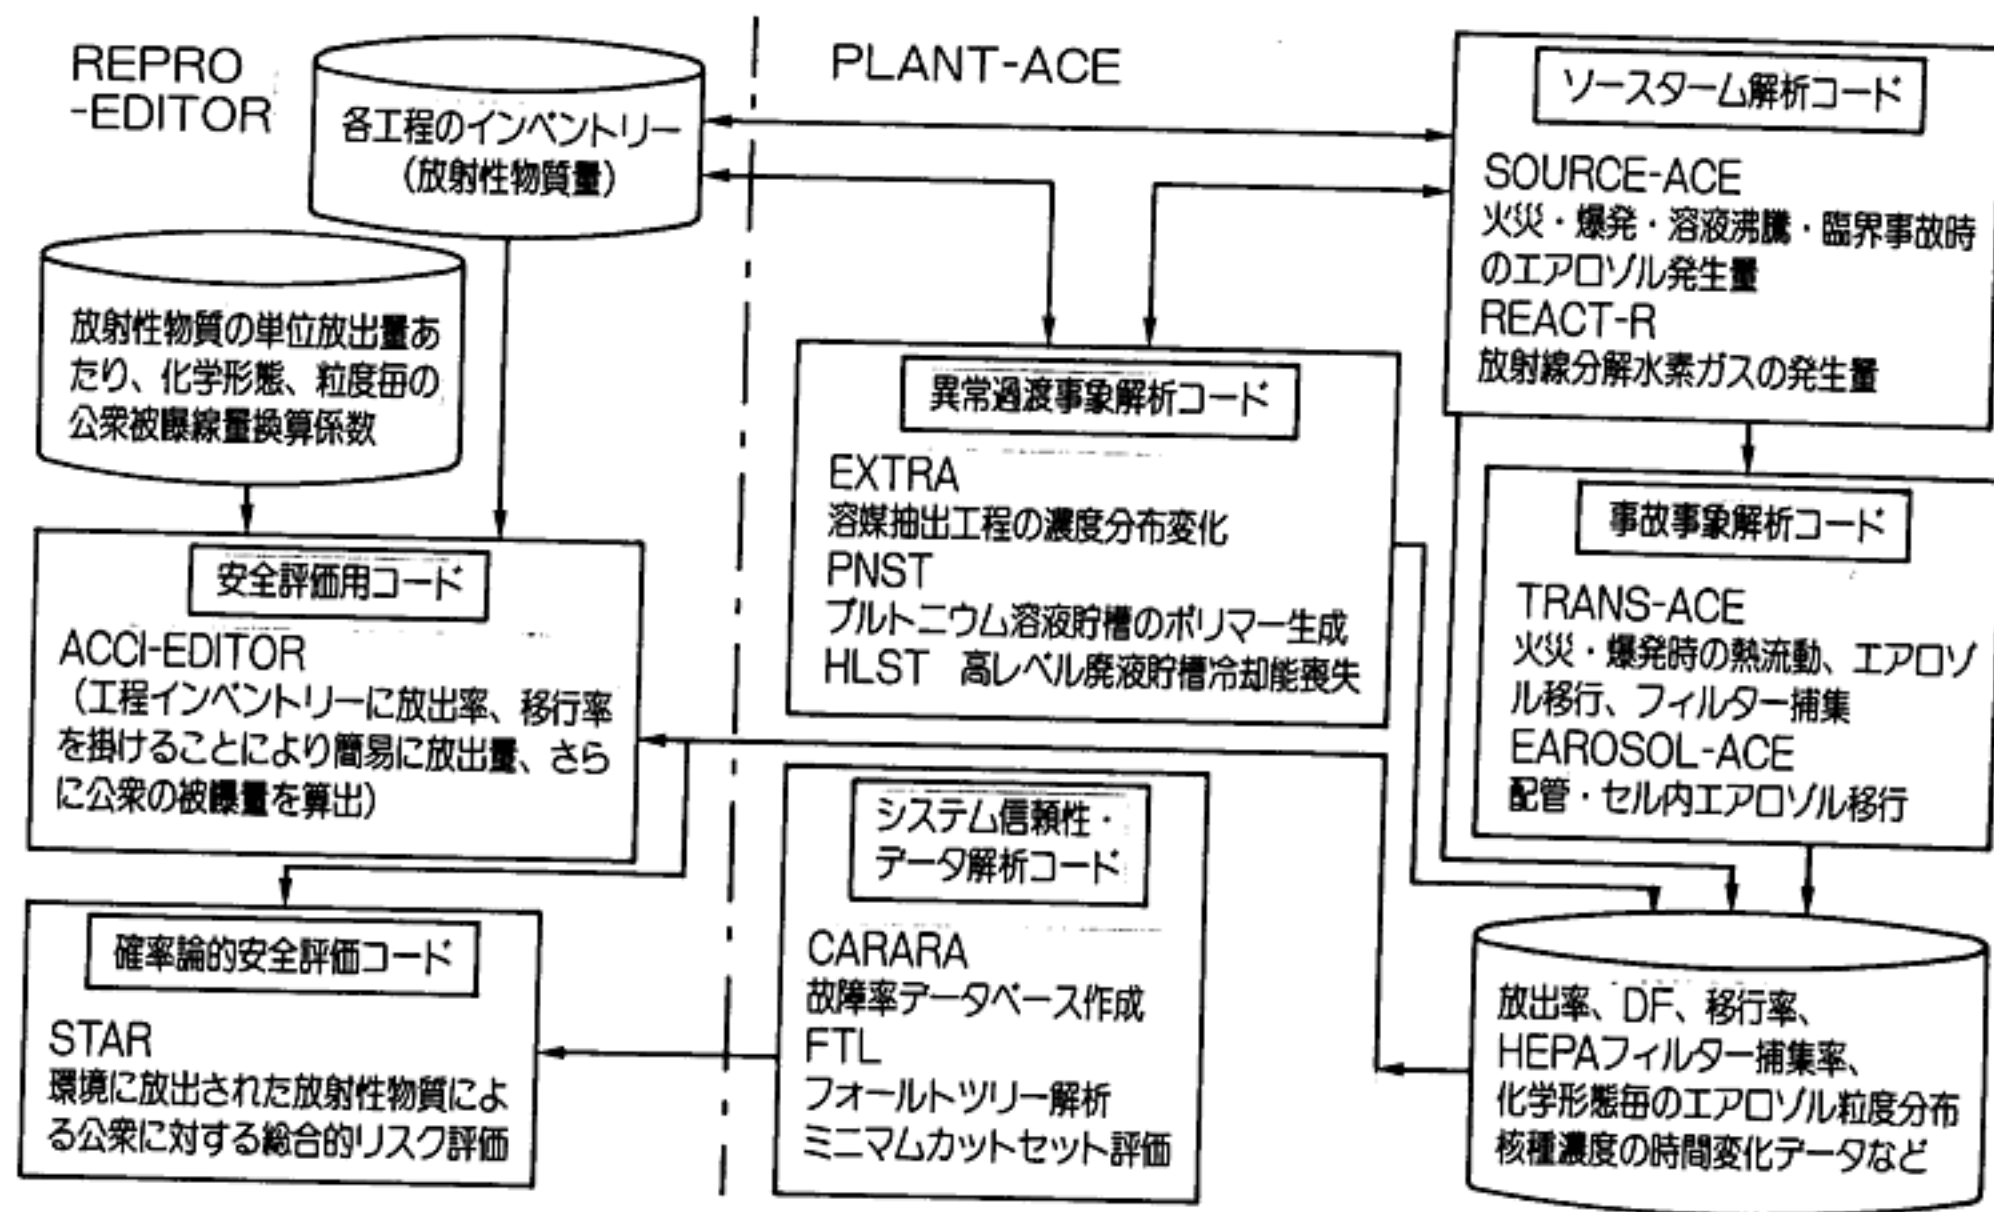 REPRO
-EDITOR
各工程のインベントリー
(放射性物質量)
放射性物質の単位放出量あ
たり、化学形態、粒度毎の
公衆被曝線量換算係数
安全評価用コード
ACCI-EDITOR
(工程インベントリーに放出率、移行率
を掛けることにより簡易に放出量、さら
に公衆の被曝量を算出)
確率論的安全評価コード
STAR
環境に放出された放射性物質によ
る公衆に対する総合的リスク評価
PLANT-ACE
異常過渡事象解析コード
EXTRA
溶媒抽出工程の濃度分布変化
PNST
プルトニウム溶液貯槽のポリマー生成
HLST 高レベル廃液貯槽冷却能喪失
システム信頼性・
データ解析コード
CARARA
故障率データベース作成
FTL
フォールトツリー解析
ミニマムカットセット評価
ソースターム解析コード
SOURCE-ACE
火災・爆発・溶液沸騰・臨界事故時
のエアロゾル発生量
REACT-R
放射線分解水素ガスの発生量
事故事象解析コード
TRANS-ACE
火災・爆発時の熱流動、エアロゾ
ル移行、フィルター捕集
EAROSOL-ACE
配管・セル内エアロゾル移行
放出率、DF、移行率、
HEPAフィルター捕集率、
化学形態毎のエアロゾル粒度分布
核種濃度の時間変化データなど